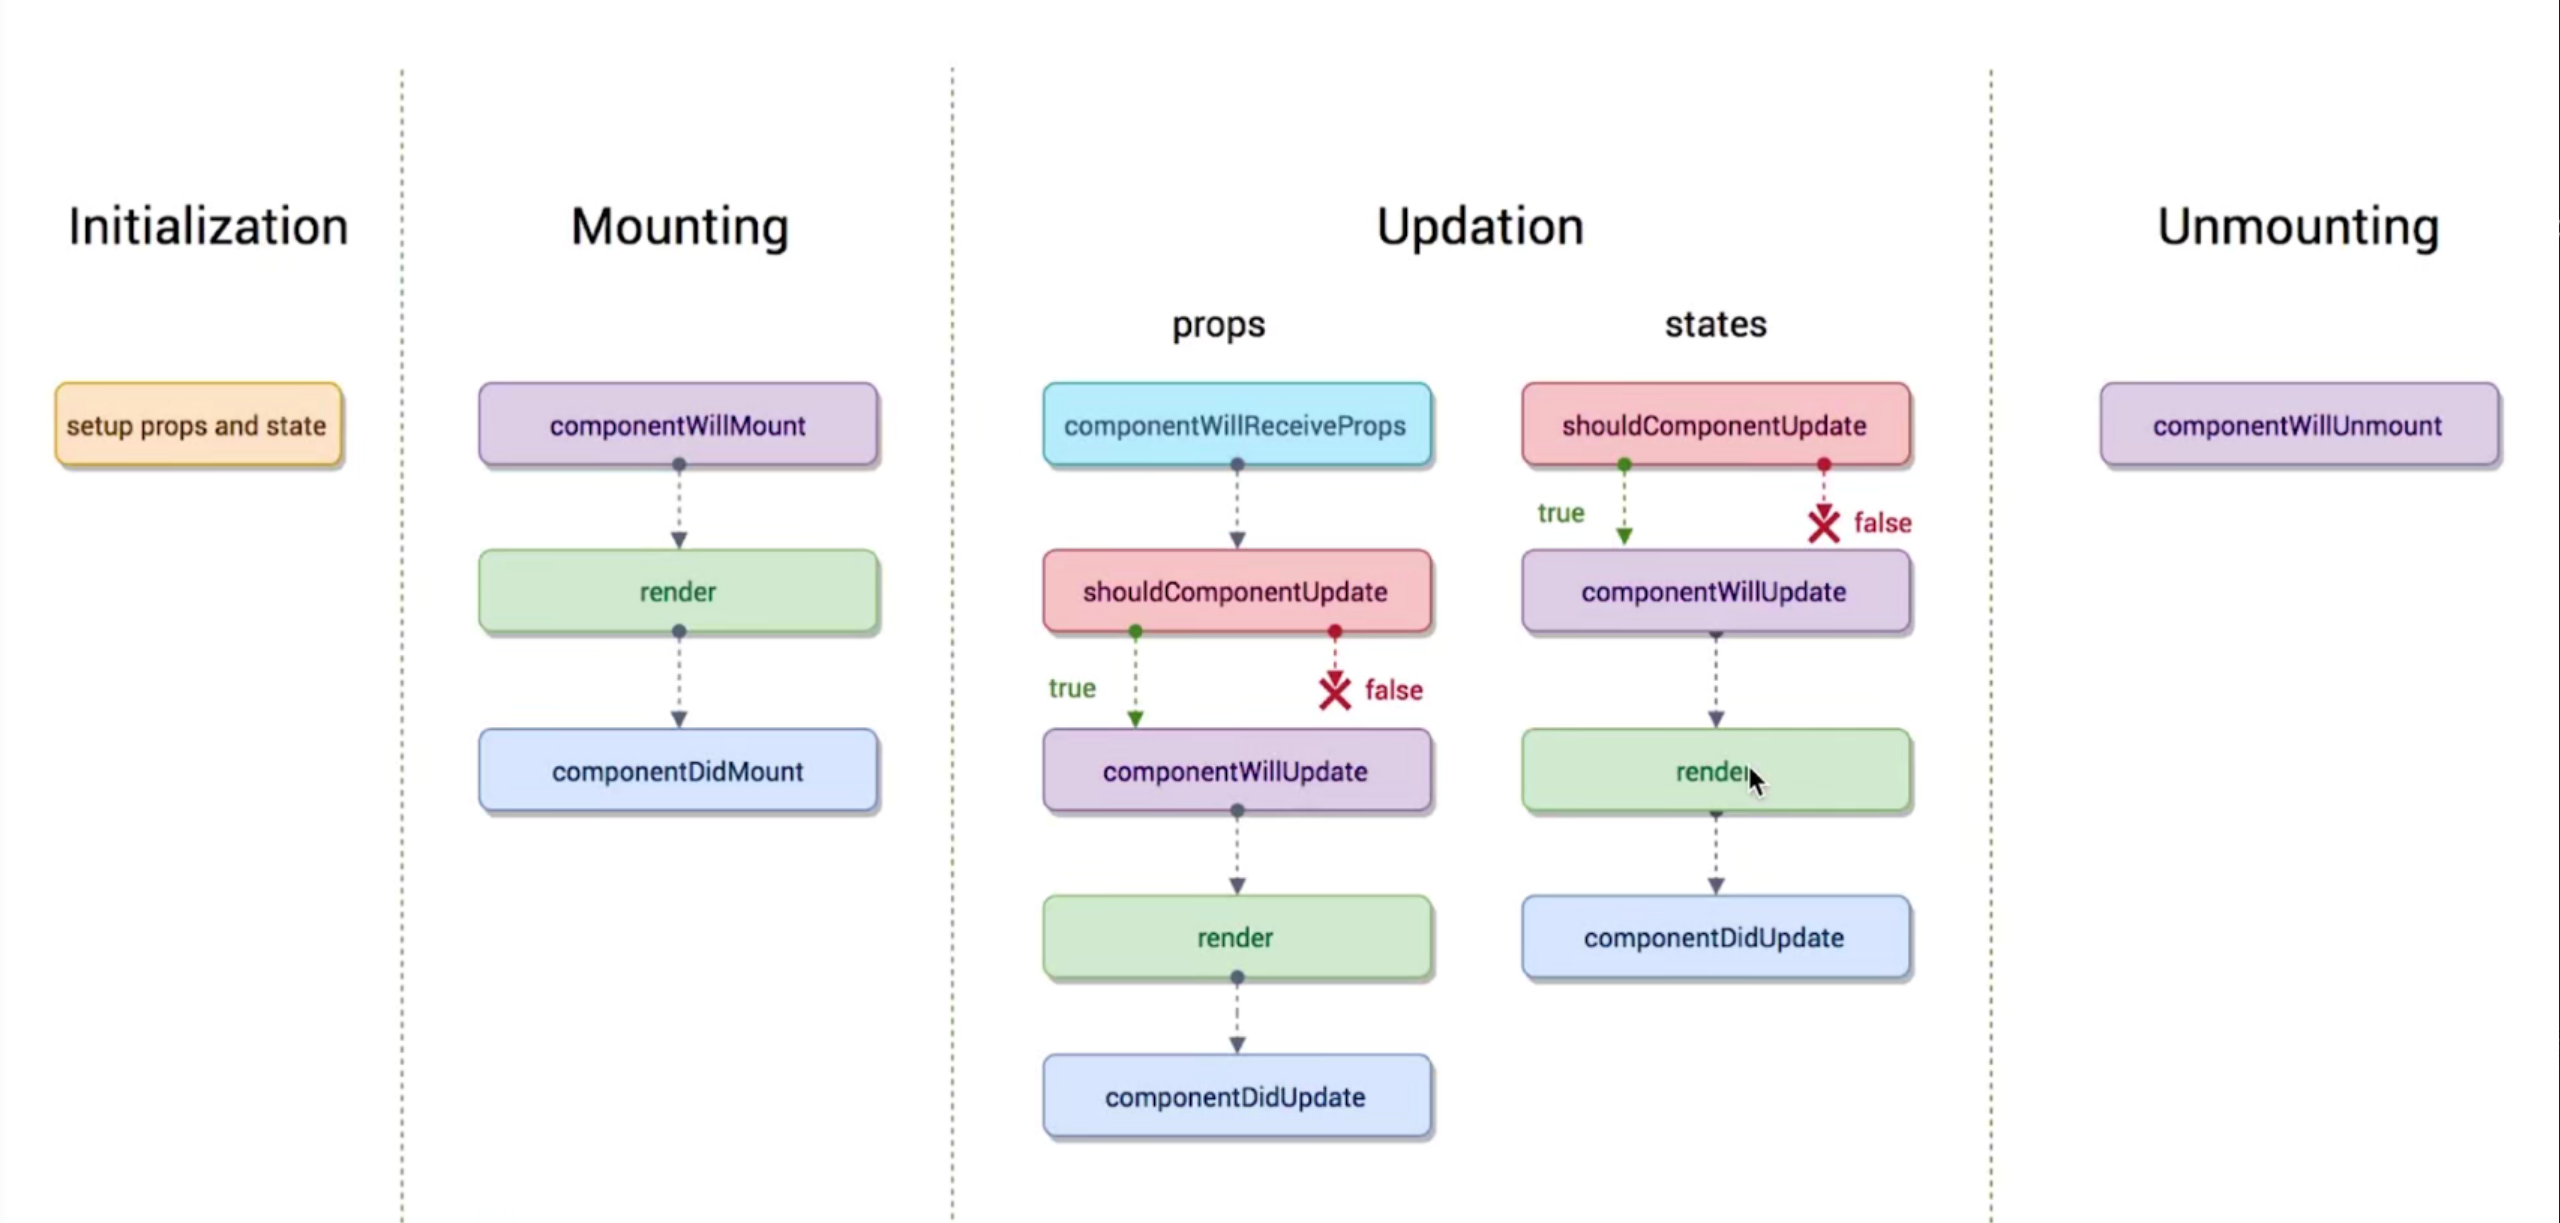 Initialization
Mounting
Updation
Unmounting
props
states
setup props and state
componentWillMount
componentWillReceiveProps
shouldComponentUpdate
componentWillUnmount
true
false
render
shouldComponentUpdate
componentWillUpdate
true
false
componentDidMount
componentWillUpdate
render
render
componentDidUpdate
componentDidUpdate